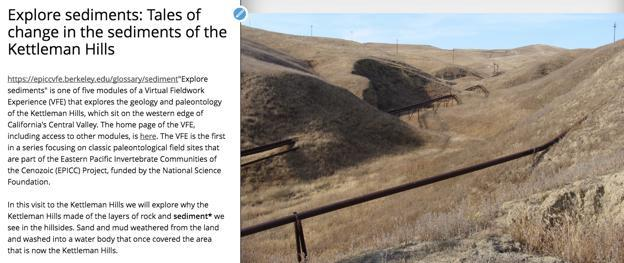 Explore sediments: Tales of
change in the sediments of the
Kettleman Hills
https://epiccvfe.berkeley.edu/glossary/sediment"Explore
sediments" is one of five modules of a Virtual Fieldwork
Experience (VFE) that explores the geology and paleontology
of the Kettleman Hills, which sit on the western edge of
California's Central Valley. The home page of the VFE,
including access to other modules, is here. The VFE is the first
in a series focusing on classic paleontological field sites that
are part of the Eastern Pacific Invertebrate Communities of
the Cenozoic (EPICC) Project, funded by the National Science
Foundation.
In this visit to the Kettleman Hills we will explore why the
Kettleman Hills made of the layers of rock and sediment* we
see in the hillsides. Sand and mud weathered from the land
and washed into a water body that once covered the area
that is now the Kettleman Hills.